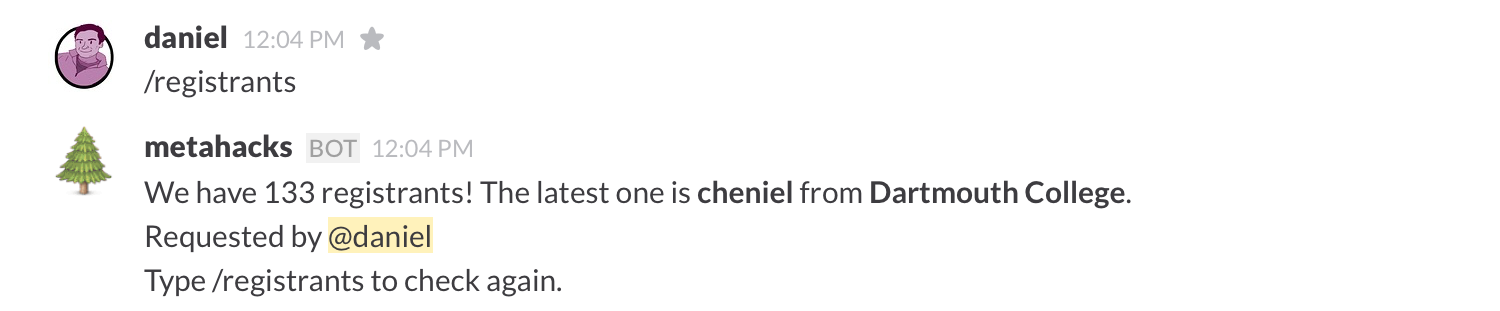 daniel 12:04 PM
/registrants
metahacks BOT 12:04 PM
We have 133 registrants! The latest one is cheniel from Dartmouth College.
Requested by @daniel
Type /registrants to check again.